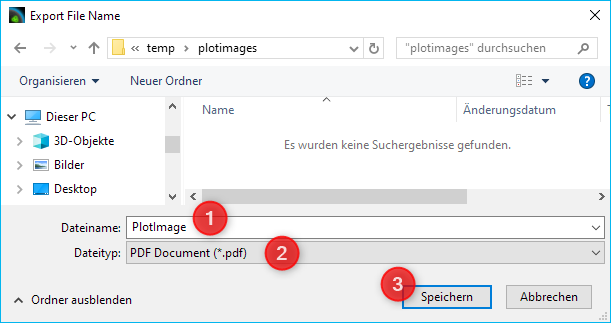 Export File Name
« temp › plotimages
"plotimages" durchsuchen
Organisieren
Neuer Ordner
?
Dieser PC
3D-Objekte
Bilder
Desktop
Name
Änderungsdatum
Es wurden keine Suchergebnisse gefunden.
1
Dateiname: PlotImage
Dateityp: PDF Document (*.pdf)
2
3
Ordner ausblenden
Speichern
Abbrechen